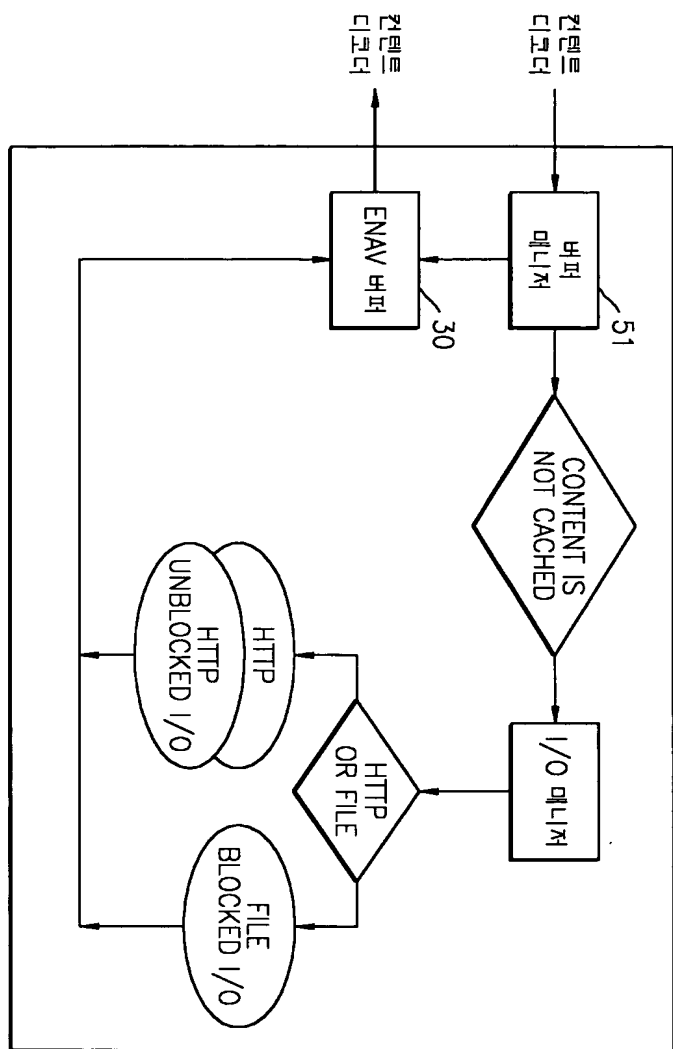 컨텐트
디코더
버퍼
매니저
51
CONTENT IS
NOT CACHED
I/O 매니저
컨텐트
디코더
ENAV 버퍼
30
HTTP
OR FILE
HTTP
HTTP
UNBLOCKED I/O
FILE
BLOCKED I/O